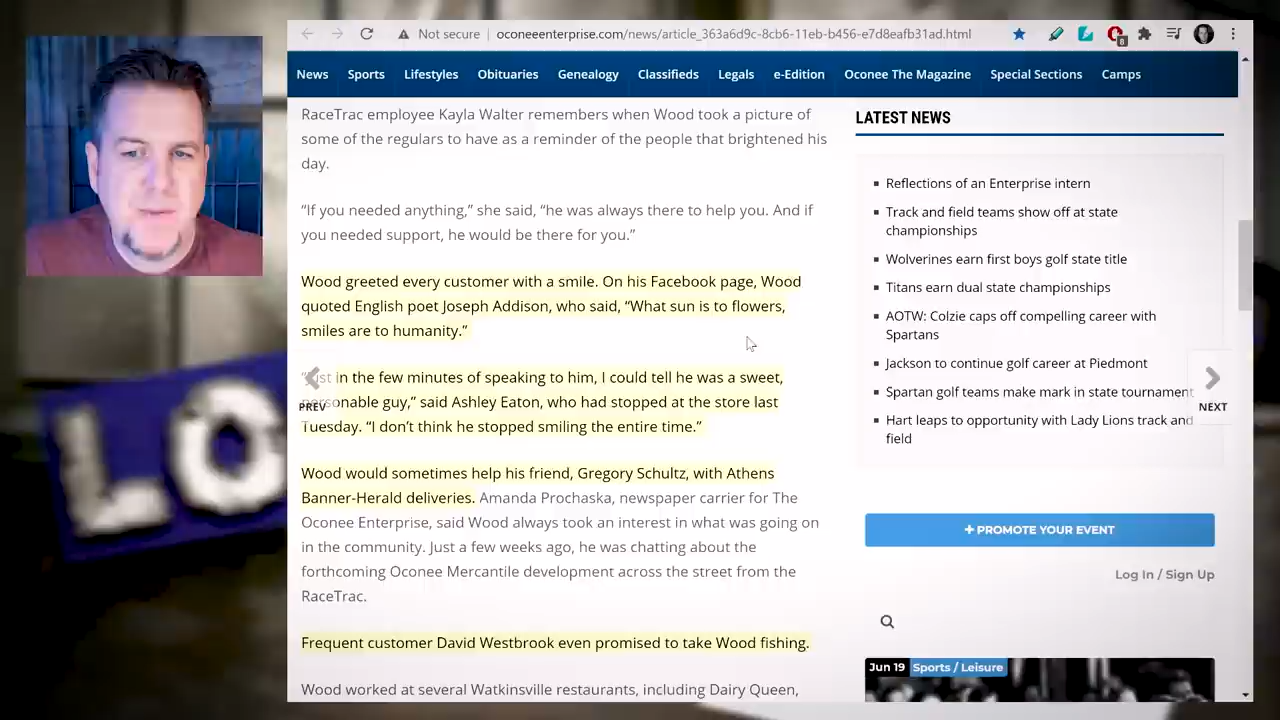 Not secure
oconeeenterprise.com/news/article_363a6d9c-8cb6-11eb-b456-e7d8eafb31ad.html
8
News Sports Lifestyles Obituaries Genealogy Classifieds Legals e-Edition Oconee The Magazine Special Sections Camps
RaceTrac employee Kayla Walter remembers when Wood took a picture of
some of the regulars to have as a reminder of the people that brightened his
day.
“If you needed anything,” she said, “he was always there to help you. And if
you needed support, he would be there for you.”
Wood greeted every customer with a smile. On his Facebook page, Wood
quoted English poet Joseph Addison, who said, “What sun is to flowers,
smiles are to humanity.”
in the few minutes of speaking to him, I could tell he was a sweet,
guy,” said Ashley Eaton, who had stopped at the store last
Tuesday. “I don’t think he stopped smiling the entire time.”
Wood would sometimes help his friend, Gregory Schultz, with Athens
Banner-Herald deliveries. Amanda Prochaska, newspaper carrier for The
Oconee Enterprise, said Wood always took an interest in what was going on
in the community. Just a few weeks ago, he was chatting about the
forthcoming Oconee Mercantile development across the street from the
RaceTrac.
Frequent customer David Westbrook even promised to take Wood fishing.
Wood worked at several Watkinsville restaurants, including Dairy Queen,
PREV
LATEST NEWS
Reflections of an Enterprise intern
Track and field teams show off at state
championships
Wolverines earn first boys golf state title
Titans earn dual state championships
AOTW: Colzie caps off compelling career with
Spartans
Jackson to continue golf career at Piedmont
Spartan golf teams make mark in state tournament
Hart leaps to opportunity with Lady Lions track and
field
NEXT
+ PROMOTE YOUR EVENT
Log In / Sign Up
Jun 19 Sports / Leisure
LO